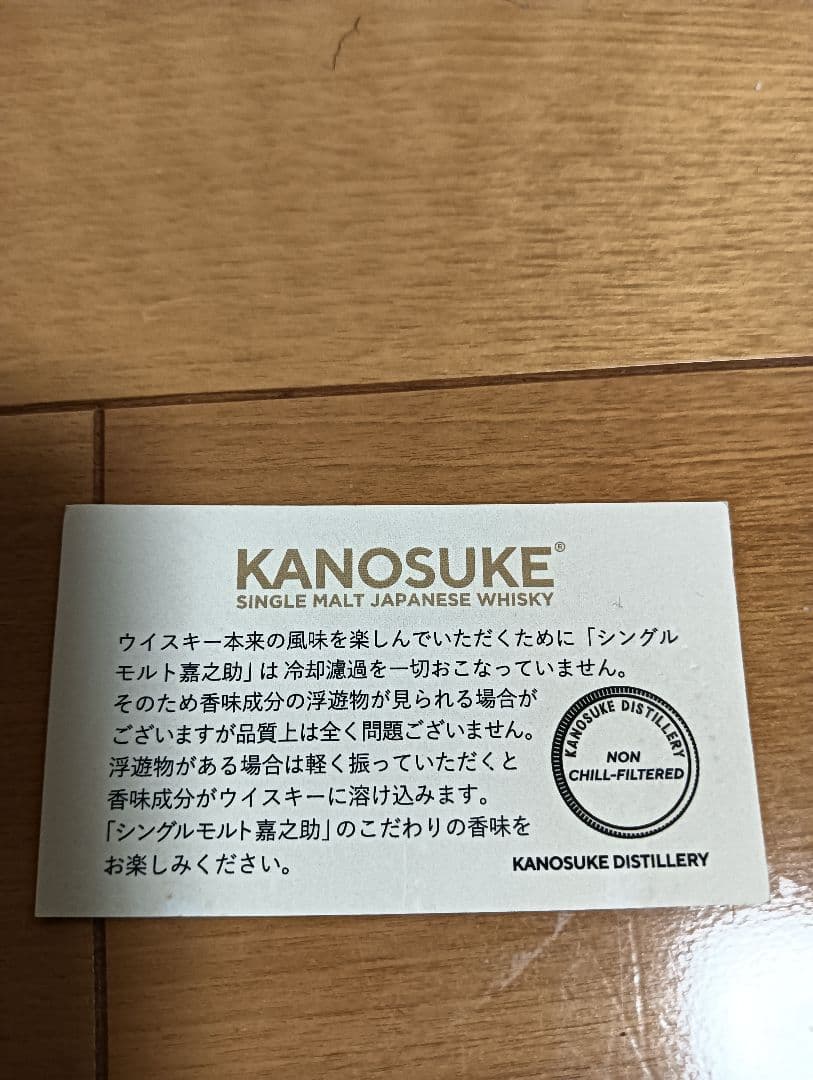 KANOSUKE®
SINGLE MALT JAPANESE WHISKY
ウイスキー本来の風味を楽しんでいただくために「シングル
モルト嘉之助」は冷却濾過を一切おこなっていません。
そのため香味成分の浮遊物が見られる場合が
ございますが品質上は全く問題ございません。
浮遊物がある場合は軽く振っていただくと
香味成分がウイスキーに溶け込みます。
「シングルモルト嘉之助」のこだわりの香味を
お楽しみください。
KANOSUKE DISTILLERY
NON
CHILL-FILTERED
KANOSUKE DISTILLERY